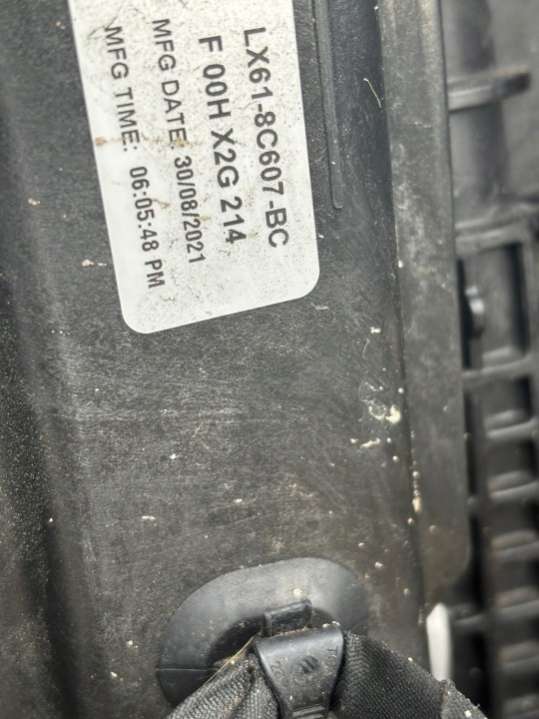 LX61-8C607-BC
F 00H X2G 214
MFG DATE: 30/08/2021
MFG TIME: 06:05:48 PM